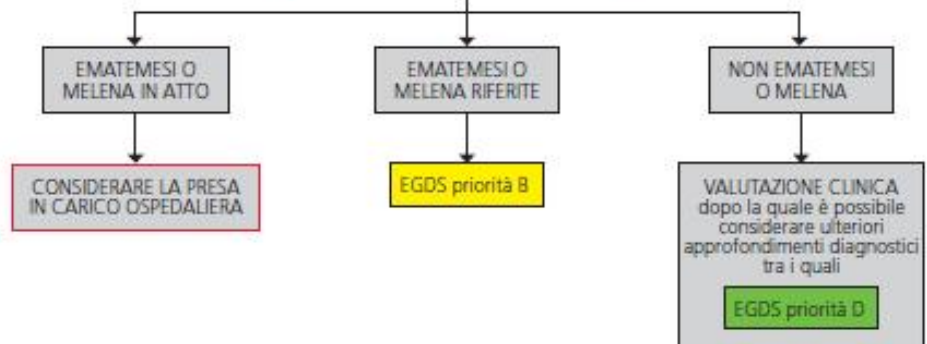 EMATEMESI O
MELENA IN ATTO
EMATEMESI O
MELENA RIFERITE
NON EMATEMESI
O MELENA
CONSIDERARE LA PRESA
IN CARICO OSPEDALIERA
EGDS priorità B
VALUTAZIONE CLINICA
dopo la quale è possibile
considerare ulteriori
approfondimenti diagnostici
tra i quali
EGDS priorità D